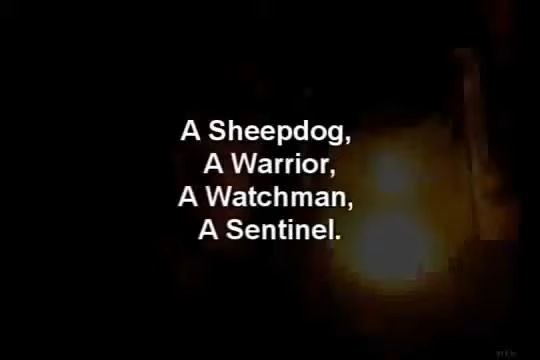 A Sheepdog,
A Warrior,
A Watchman,
A Sentinel.